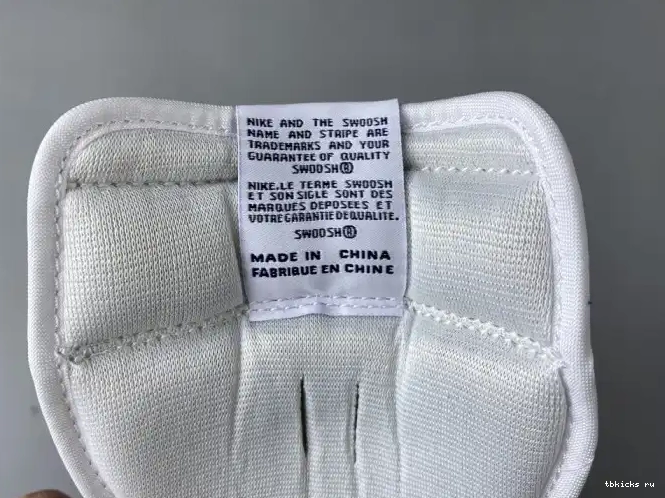 NIKE AND THE SWOOSH
NAME AND STRIPE ARE
TRADEMARKS AND YOUR
GUARANTEE OF QUALITY
SWOOSH®
NIKE.LE TERME SWOOSH
ET SON SIGLE SONT DES
MARQUES DEPOSEES ET
VOTRE GARANTIE DE QUALITE.
SWOOSH®
MADE IN CHINA
FABRIQUE EN CHINE
tbkicks ru